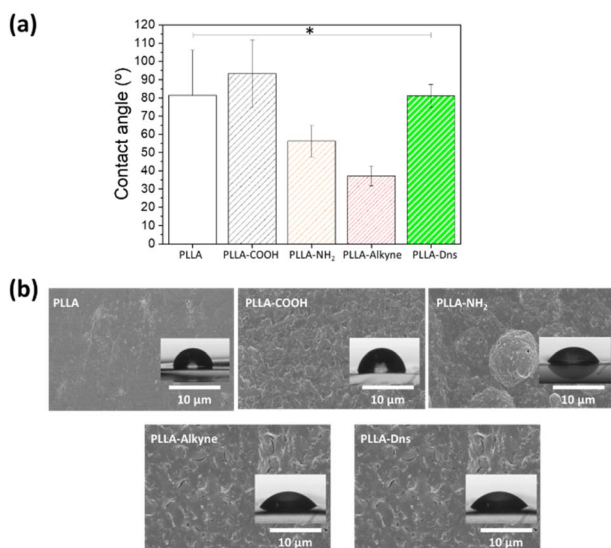 (a)
*
Contact angle (º)
120
110
100
90
80
70
60
50
40
30
20
10
0
PLLA PLLA-COOH PLLA-NH₂ PLLA-Alkyne PLLA-Dns
(b)
PLLA
10 µm
PLLA-COOH
10 µm
PLLA-NH₂
10 µm
PLLA-Alkyne
10 µm
PLLA-Dns
10 µm